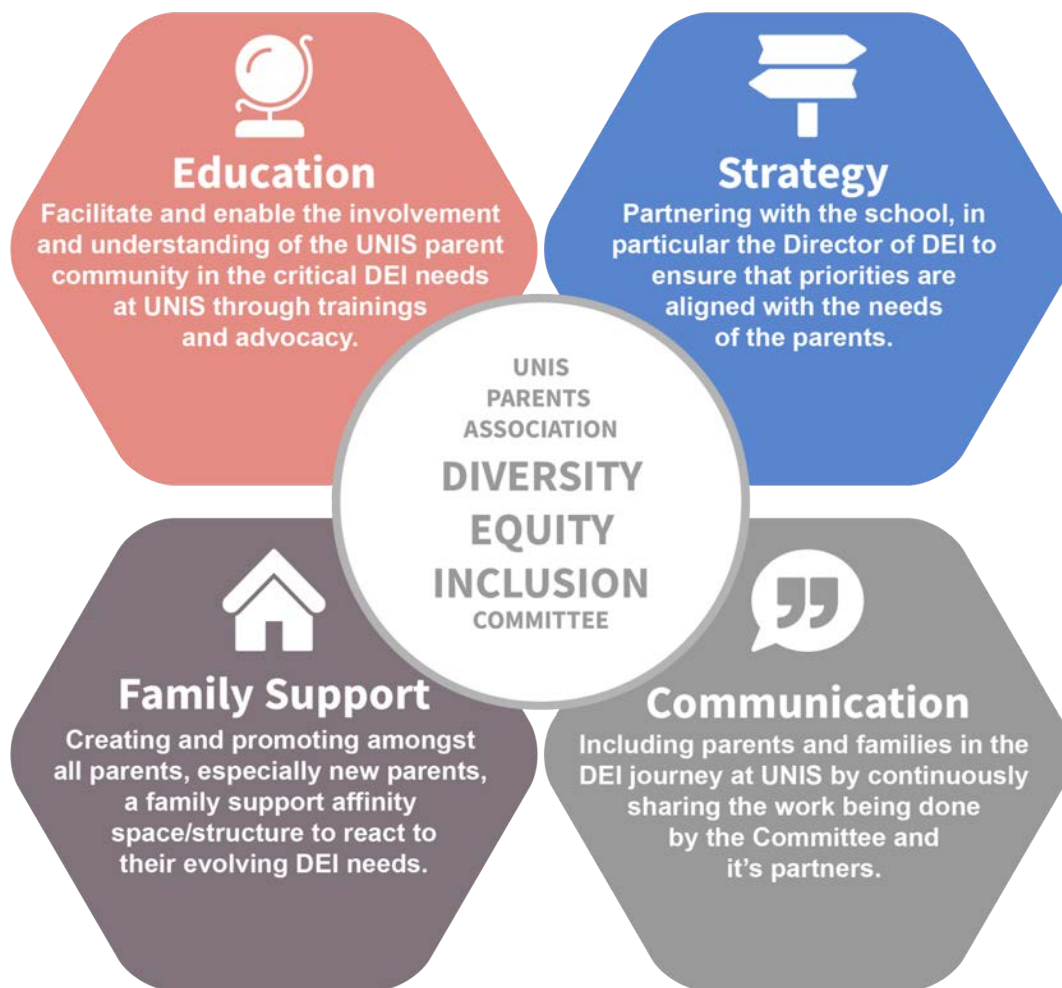 Education
Facilitate and enable the involvement
and understanding of the UNIS parent
community in the critical DEI needs
at UNIS through trainings
and advocacy.
Strategy
Partnering with the school, in
particular the Director of DEI to
ensure that priorities are
aligned with the needs
of the parents.
UNIS
PARENTS
ASSOCIATION
DIVERSITY
EQUITY
INCLUSION
COMMITTEE
Family Support
Creating and promoting amongst
all parents, especially new parents,
a family support affinity
space/structure to react to
their evolving DEI needs.
Communication
Including parents and families in the
DEI journey at UNIS by continuously
sharing the work being done
by the Committee and
it's partners.